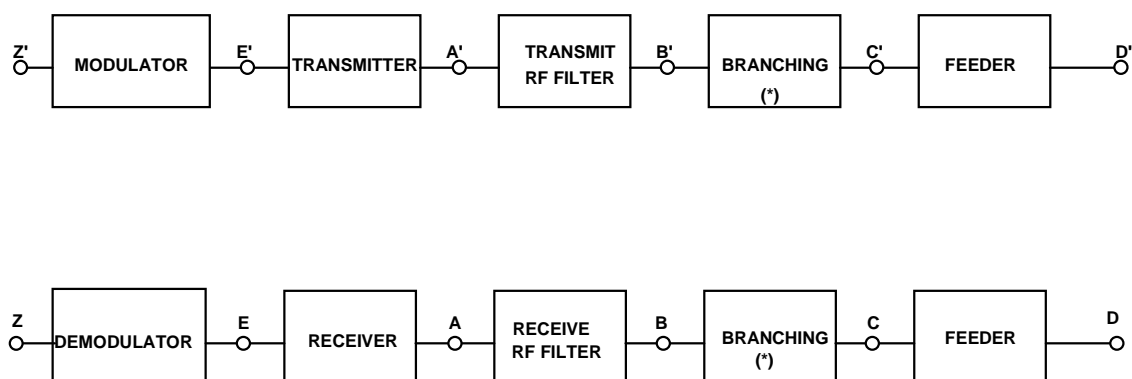 Z' MODULATOR E' TRANSMITTER A' TRANSMIT RF FILTER B' BRANCHING (*) C' FEEDER D'
Z DEMODULATOR E RECEIVER A RECEIVE RF FILTER B BRANCHING (*) C FEEDER D